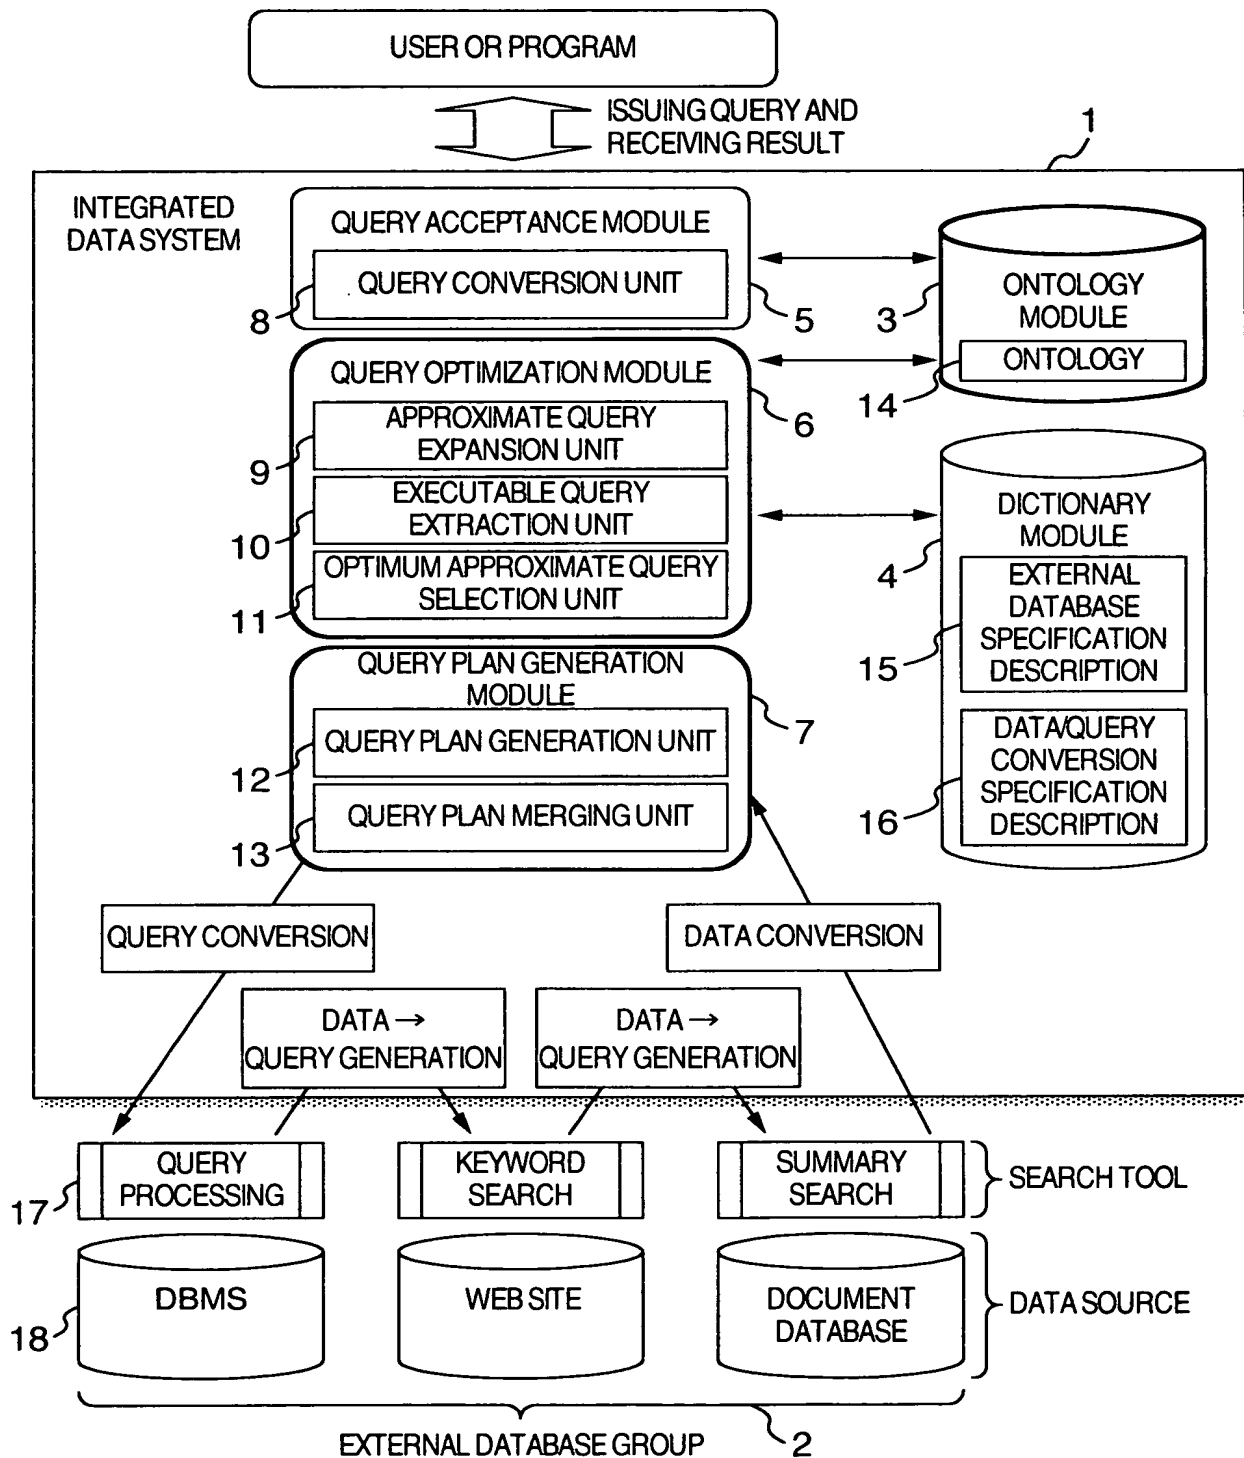 USER OR PROGRAM
ISSUING QUERY AND
RECEIVING RESULT
1
INTEGRATED
DATA SYSTEM
QUERY ACCEPTANCE MODULE
QUERY CONVERSION UNIT
8
5
3
ONTOLOGY
MODULE
ONTOLOGY
14
QUERY OPTIMIZATION MODULE
6
APPROXIMATE QUERY
EXPANSION UNIT
9
EXECUTABLE QUERY
EXTRACTION UNIT
10
OPTIMUM APPROXIMATE QUERY
SELECTION UNIT
11
DICTIONARY
MODULE
4
EXTERNAL
DATABASE
SPECIFICATION
DESCRIPTION
15
DATA/QUERY
CONVERSION
SPECIFICATION
DESCRIPTION
16
QUERY PLAN GENERATION
MODULE
7
QUERY PLAN GENERATION UNIT
12
QUERY PLAN MERGING UNIT
13
QUERY CONVERSION
DATA CONVERSION
DATA →
QUERY GENERATION
DATA →
QUERY GENERATION
QUERY
PROCESSING
17
KEYWORD
SEARCH
SUMMARY
SEARCH
SEARCH TOOL
DBMS
18
WEB SITE
DOCUMENT
DATABASE
DATA SOURCE
EXTERNAL DATABASE GROUP
2